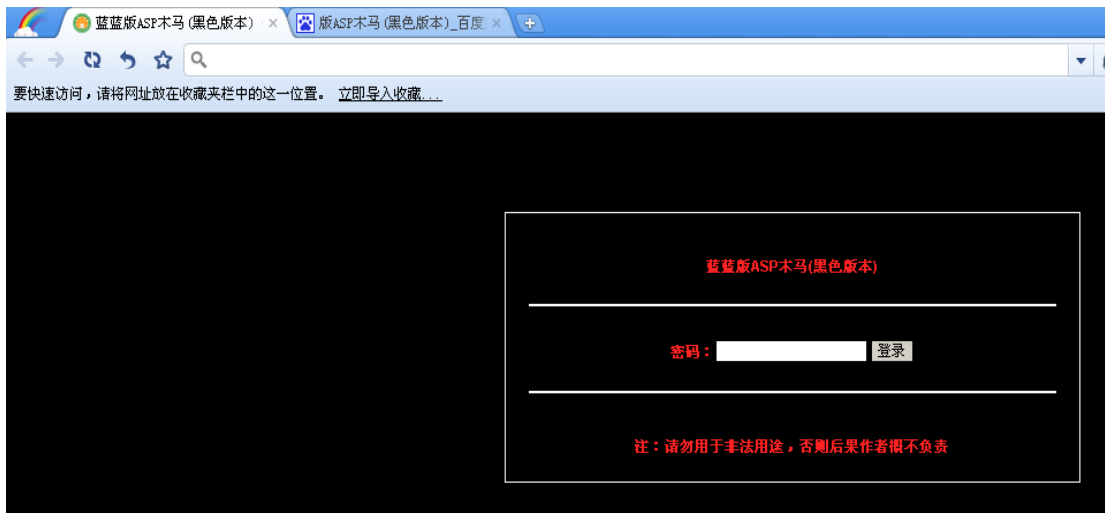 蓝蓝版ASP木马(黑色版本) · 版ASP木马(黑色版本)_百度
要快速访问，请将网址放在收藏夹栏中的这一位置。 立即导入收藏...
蓝蓝版ASP木马(黑色版本)
密码： 登录
注：请勿用于非法用途，否则后果作者概不负责